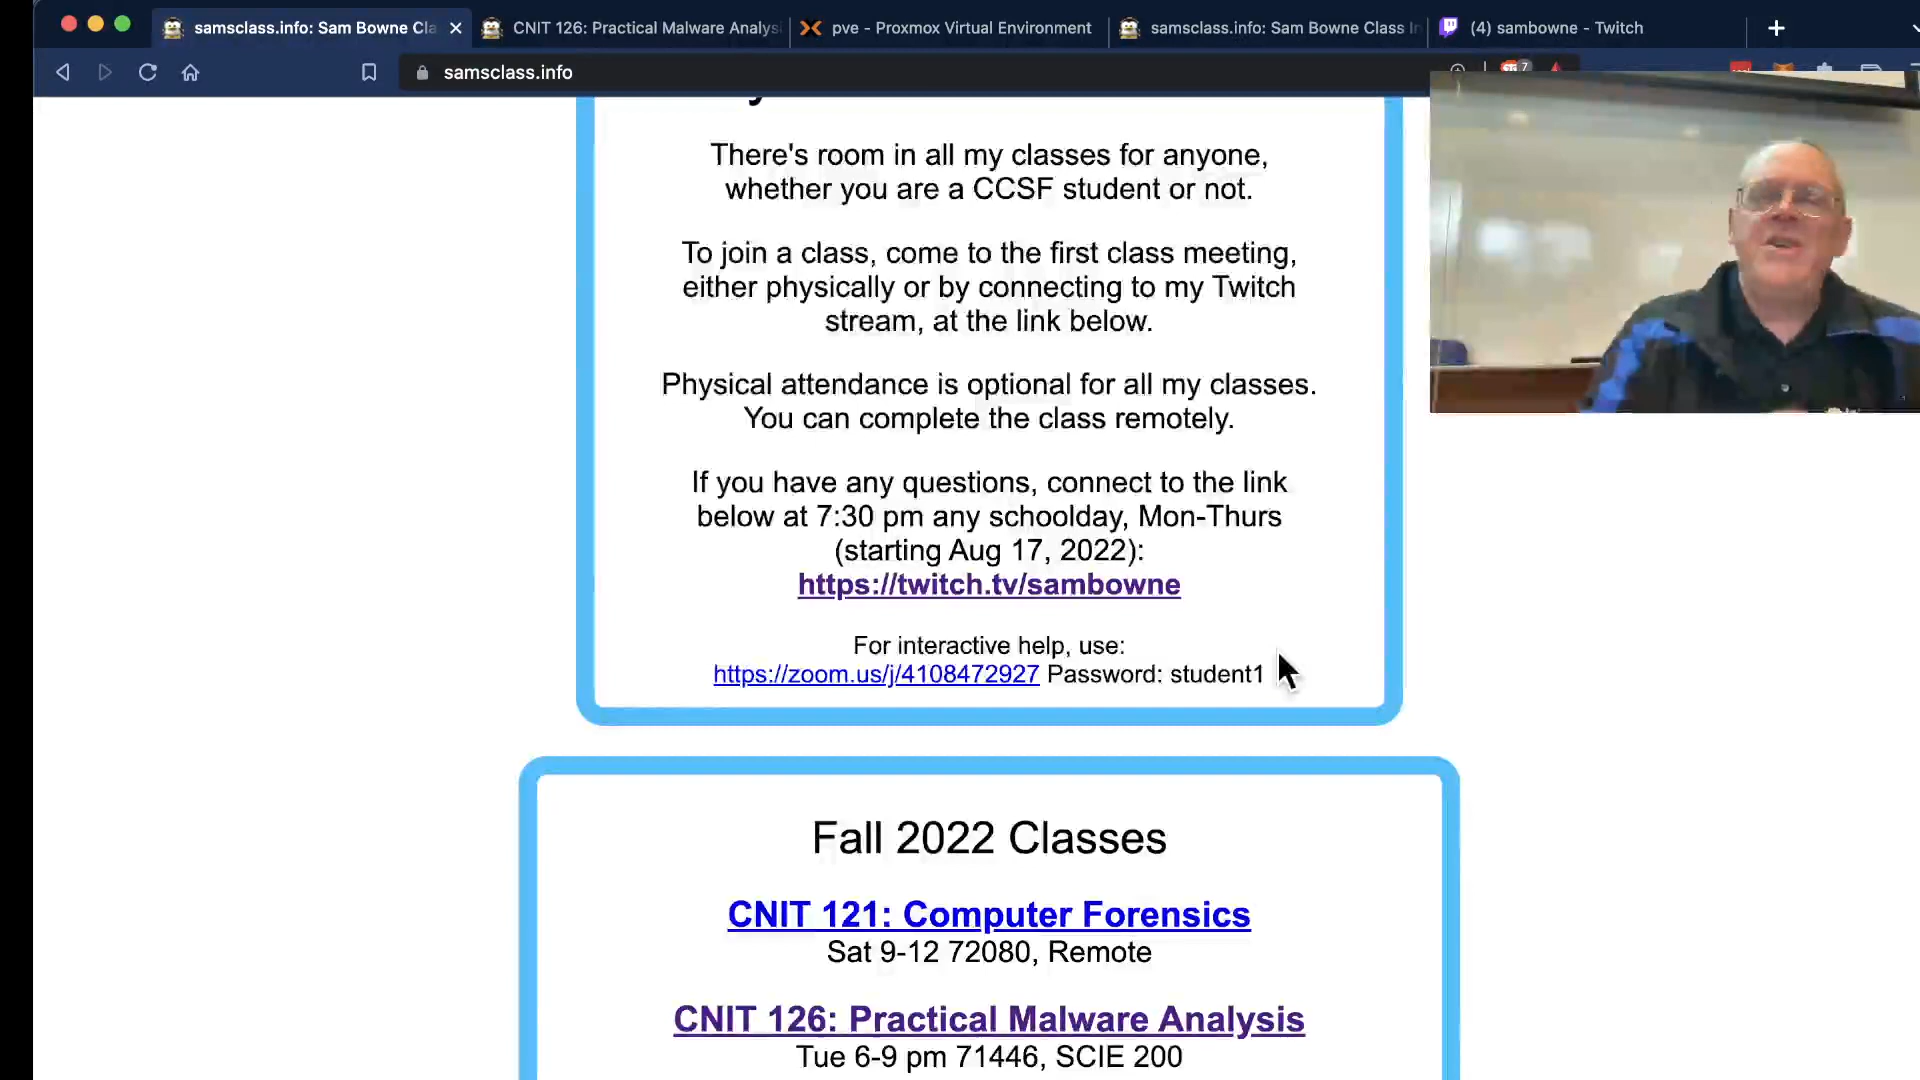 samsclass.info: Sam Bowne Cla
CNIT 126: Practical Malware Analysi
pve - Proxmox Virtual Environment
samsclass.info: Sam Bowne Class In
(4) sambowne - Twitch
samsclass.info
7
There's room in all my classes for anyone,
whether you are a CCSF student or not.
To join a class, come to the first class meeting,
either physically or by connecting to my Twitch
stream, at the link below.
Physical attendance is optional for all my classes.
You can complete the class remotely.
If you have any questions, connect to the link
below at 7:30 pm any schoolday, Mon-Thurs
(starting Aug 17, 2022):
https://twitch.tv/sambowne
For interactive help, use:
https://zoom.us/j/4108472927 Password: student1
Fall 2022 Classes
CNIT 121: Computer Forensics
Sat 9-12 72080, Remote
CNIT 126: Practical Malware Analysis
Tue 6-9 pm 71446, SCIE 200